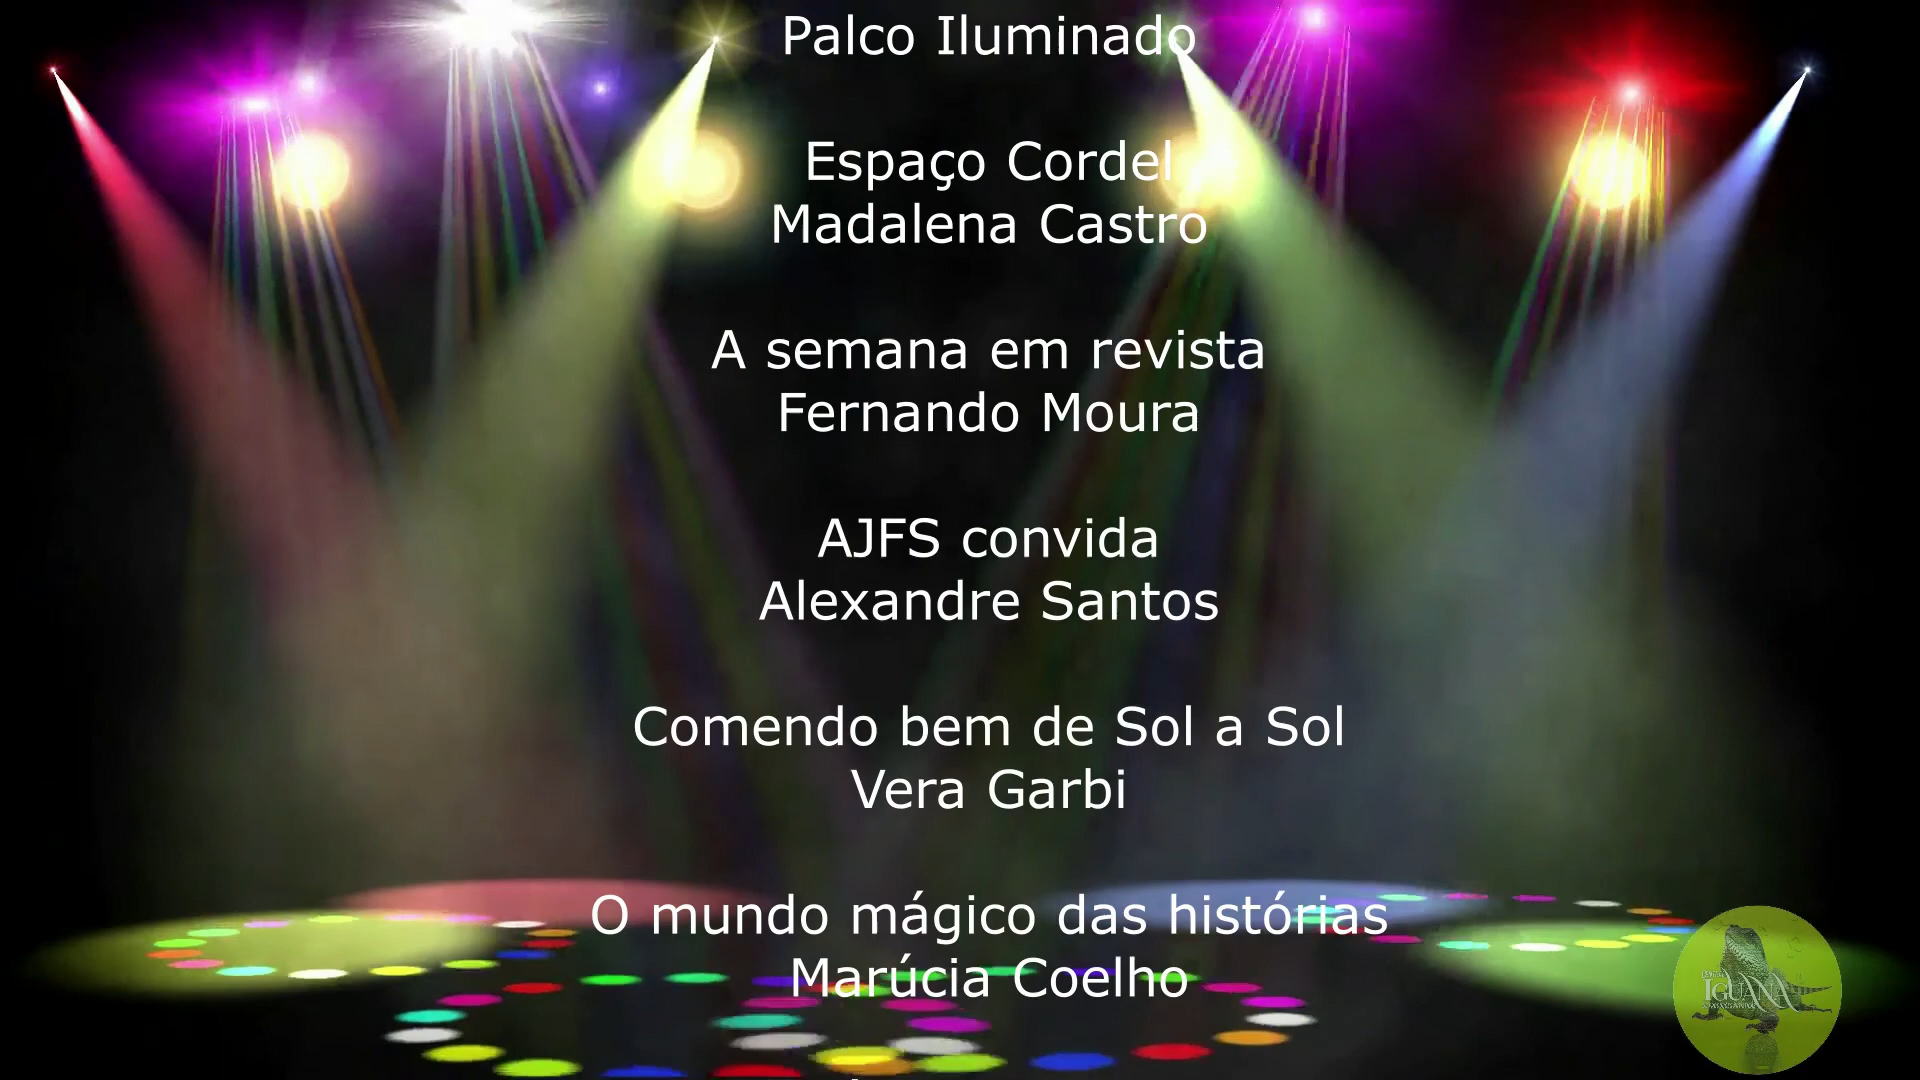 Palco Iluminado
Espaço Cordel
Madalena Castro
A semana em revista
Fernando Moura
AJFS convida
Alexandre Santos
Comendo bem de Sol a Sol
Vera Garbi
O mundo mágico das histórias
Marúcia Coelho
IGUANA